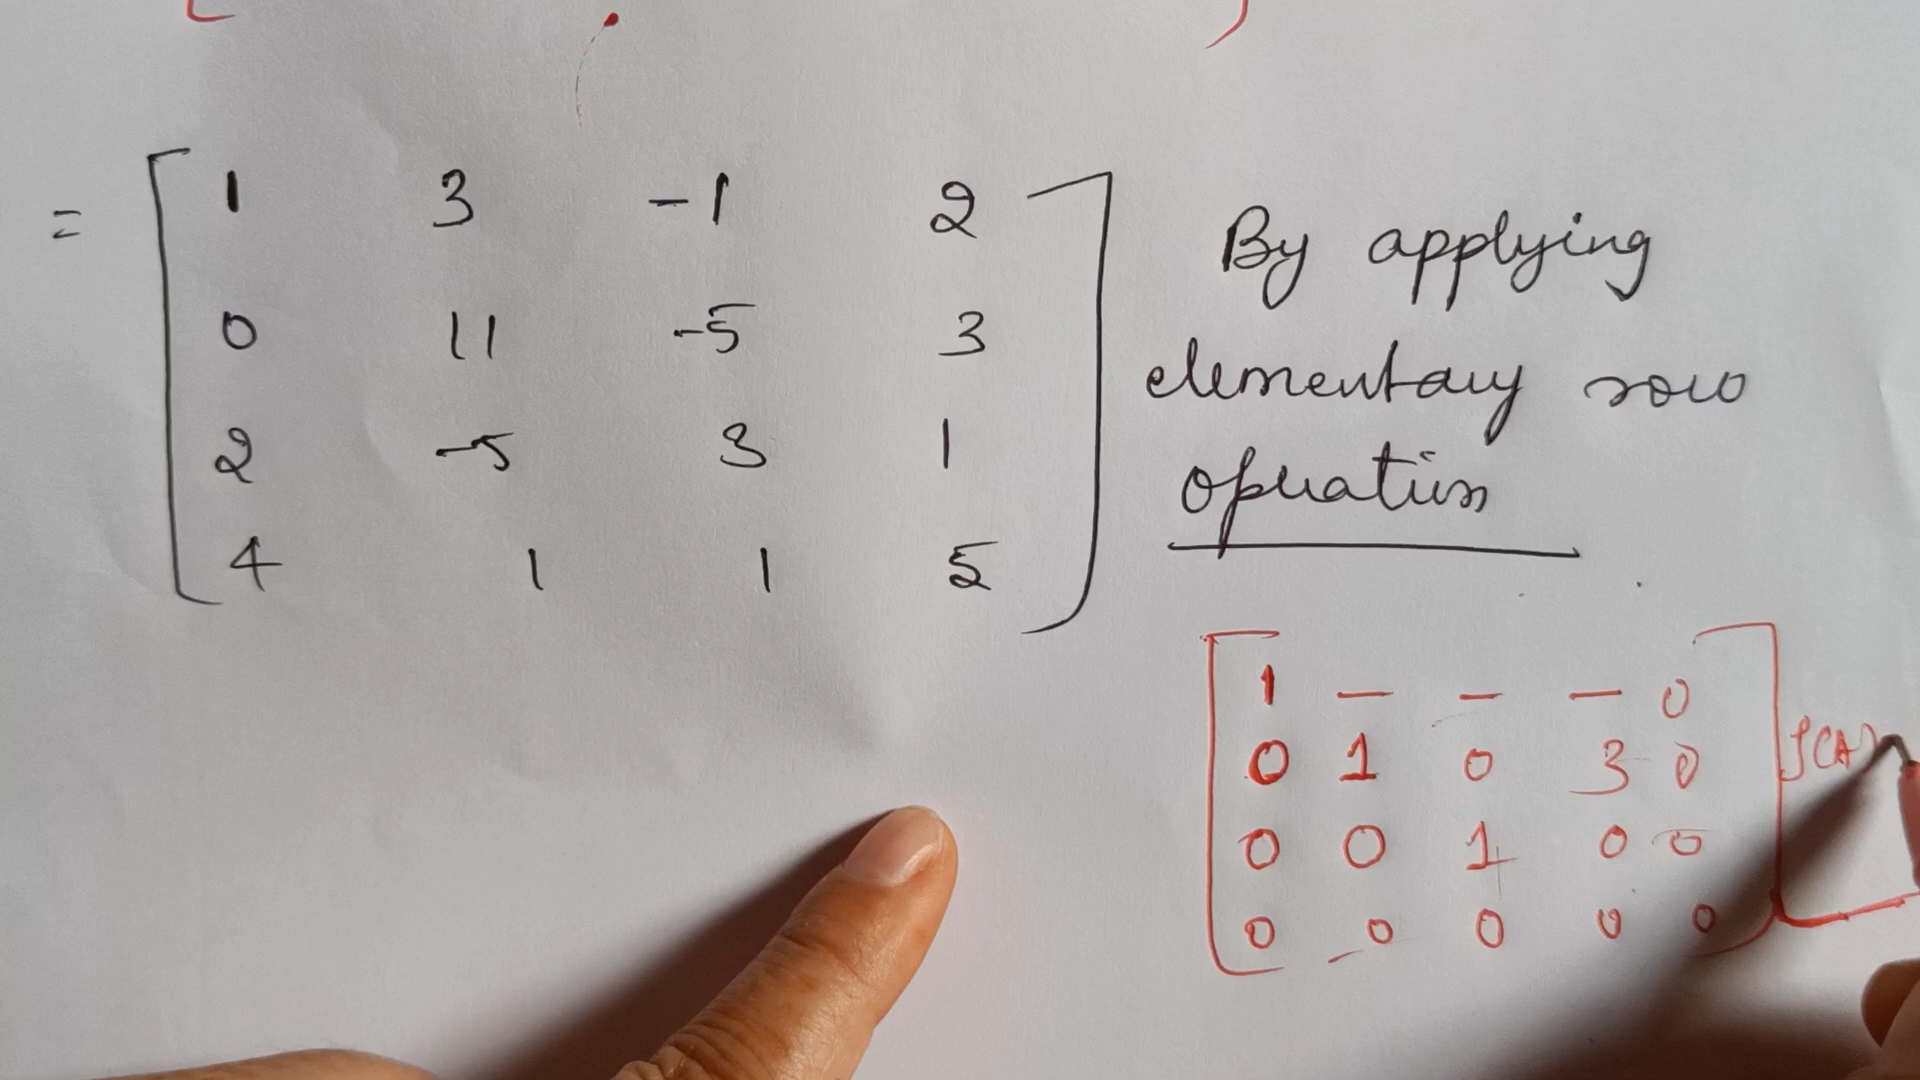 = 1 3 -1 2
0 11 -5 3
2 -5 3 1
4 1 1 5
By applying
elementary row
operation
1 — — — 0
0 1 0 3 0
0 0 1 0 0
0 0 0 0 0
ρ(A)